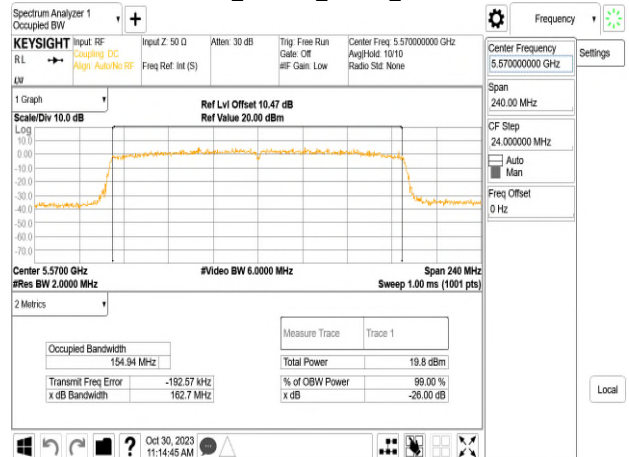 Spectrum Analyzer 1
Occupied BW
+
Frequency
KEYSIGHT
Input: RF
Coupling: DC
Align: Auto/No RF
Input Z: 50 Ω
Freq Ref: Int (S)
Atten: 30 dB
Trig: Free Run
Gate: Off
#IF Gain: Low
Center Freq: 5.570000000 GHz
Avg|Hold: 10/10
Radio Std: None
R L
LXI
1 Graph
Scale/Div 10.0 dB
Ref Lvl Offset 10.47 dB
Ref Value 20.00 dBm
Log
10.0
0.00
-10.0
-20.0
-30.0
-40.0
-50.0
-60.0
-70.0
Center 5.5700 GHz
#Video BW 6.0000 MHz
Span 240 MHz
#Res BW 2.0000 MHz
Sweep 1.00 ms (1001 pts)
2 Metrics
Measure Trace Trace 1
Occupied Bandwidth
154.94 MHz
Total Power 19.8 dBm
Transmit Freq Error -192.57 kHz
% of OBW Power 99.00 %
x dB Bandwidth 162.7 MHz
x dB -26.00 dB
?
Oct 30, 2023
11:14:45 AM
Center Frequency
5.570000000 GHz
Settings
Span
240.00 MHz
CF Step
24.000000 MHz
Auto
Man
Freq Offset
0 Hz
Local